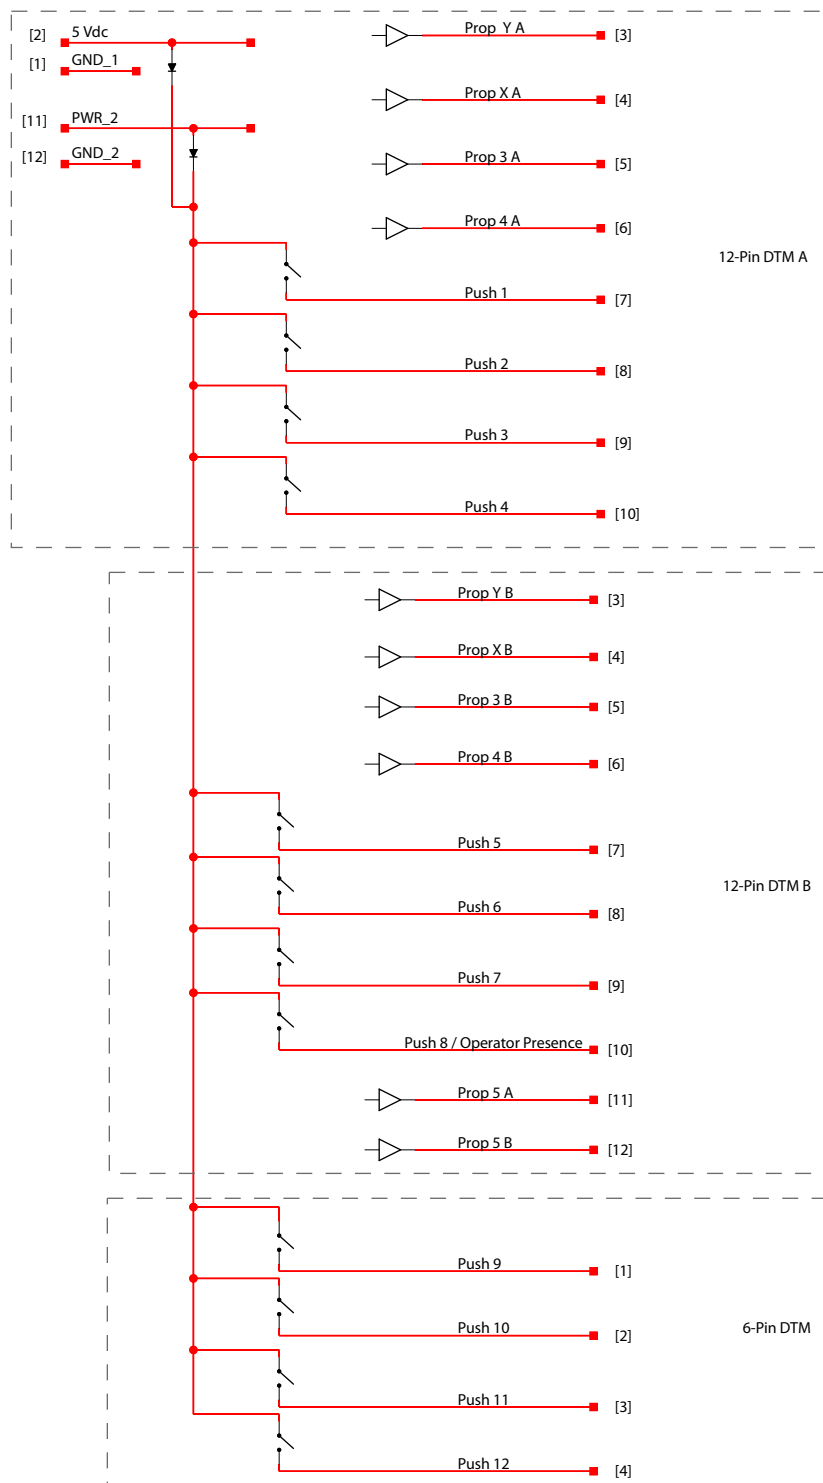 [2] 5 Vdc
[1] GND_1
[11] PWR_2
[12] GND_2
Prop Y A [3]
Prop X A [4]
Prop 3 A [5]
Prop 4 A [6]
12-Pin DTM A
Push 1 [7]
Push 2 [8]
Push 3 [9]
Push 4 [10]
Prop Y B [3]
Prop X B [4]
Prop 3 B [5]
Prop 4 B [6]
Push 5 [7]
12-Pin DTM B
Push 6 [8]
Push 7 [9]
Push 8 / Operator Presence [10]
Prop 5 A [11]
Prop 5 B [12]
Push 9 [1]
Push 10 [2]
6-Pin DTM
Push 11 [3]
Push 12 [4]